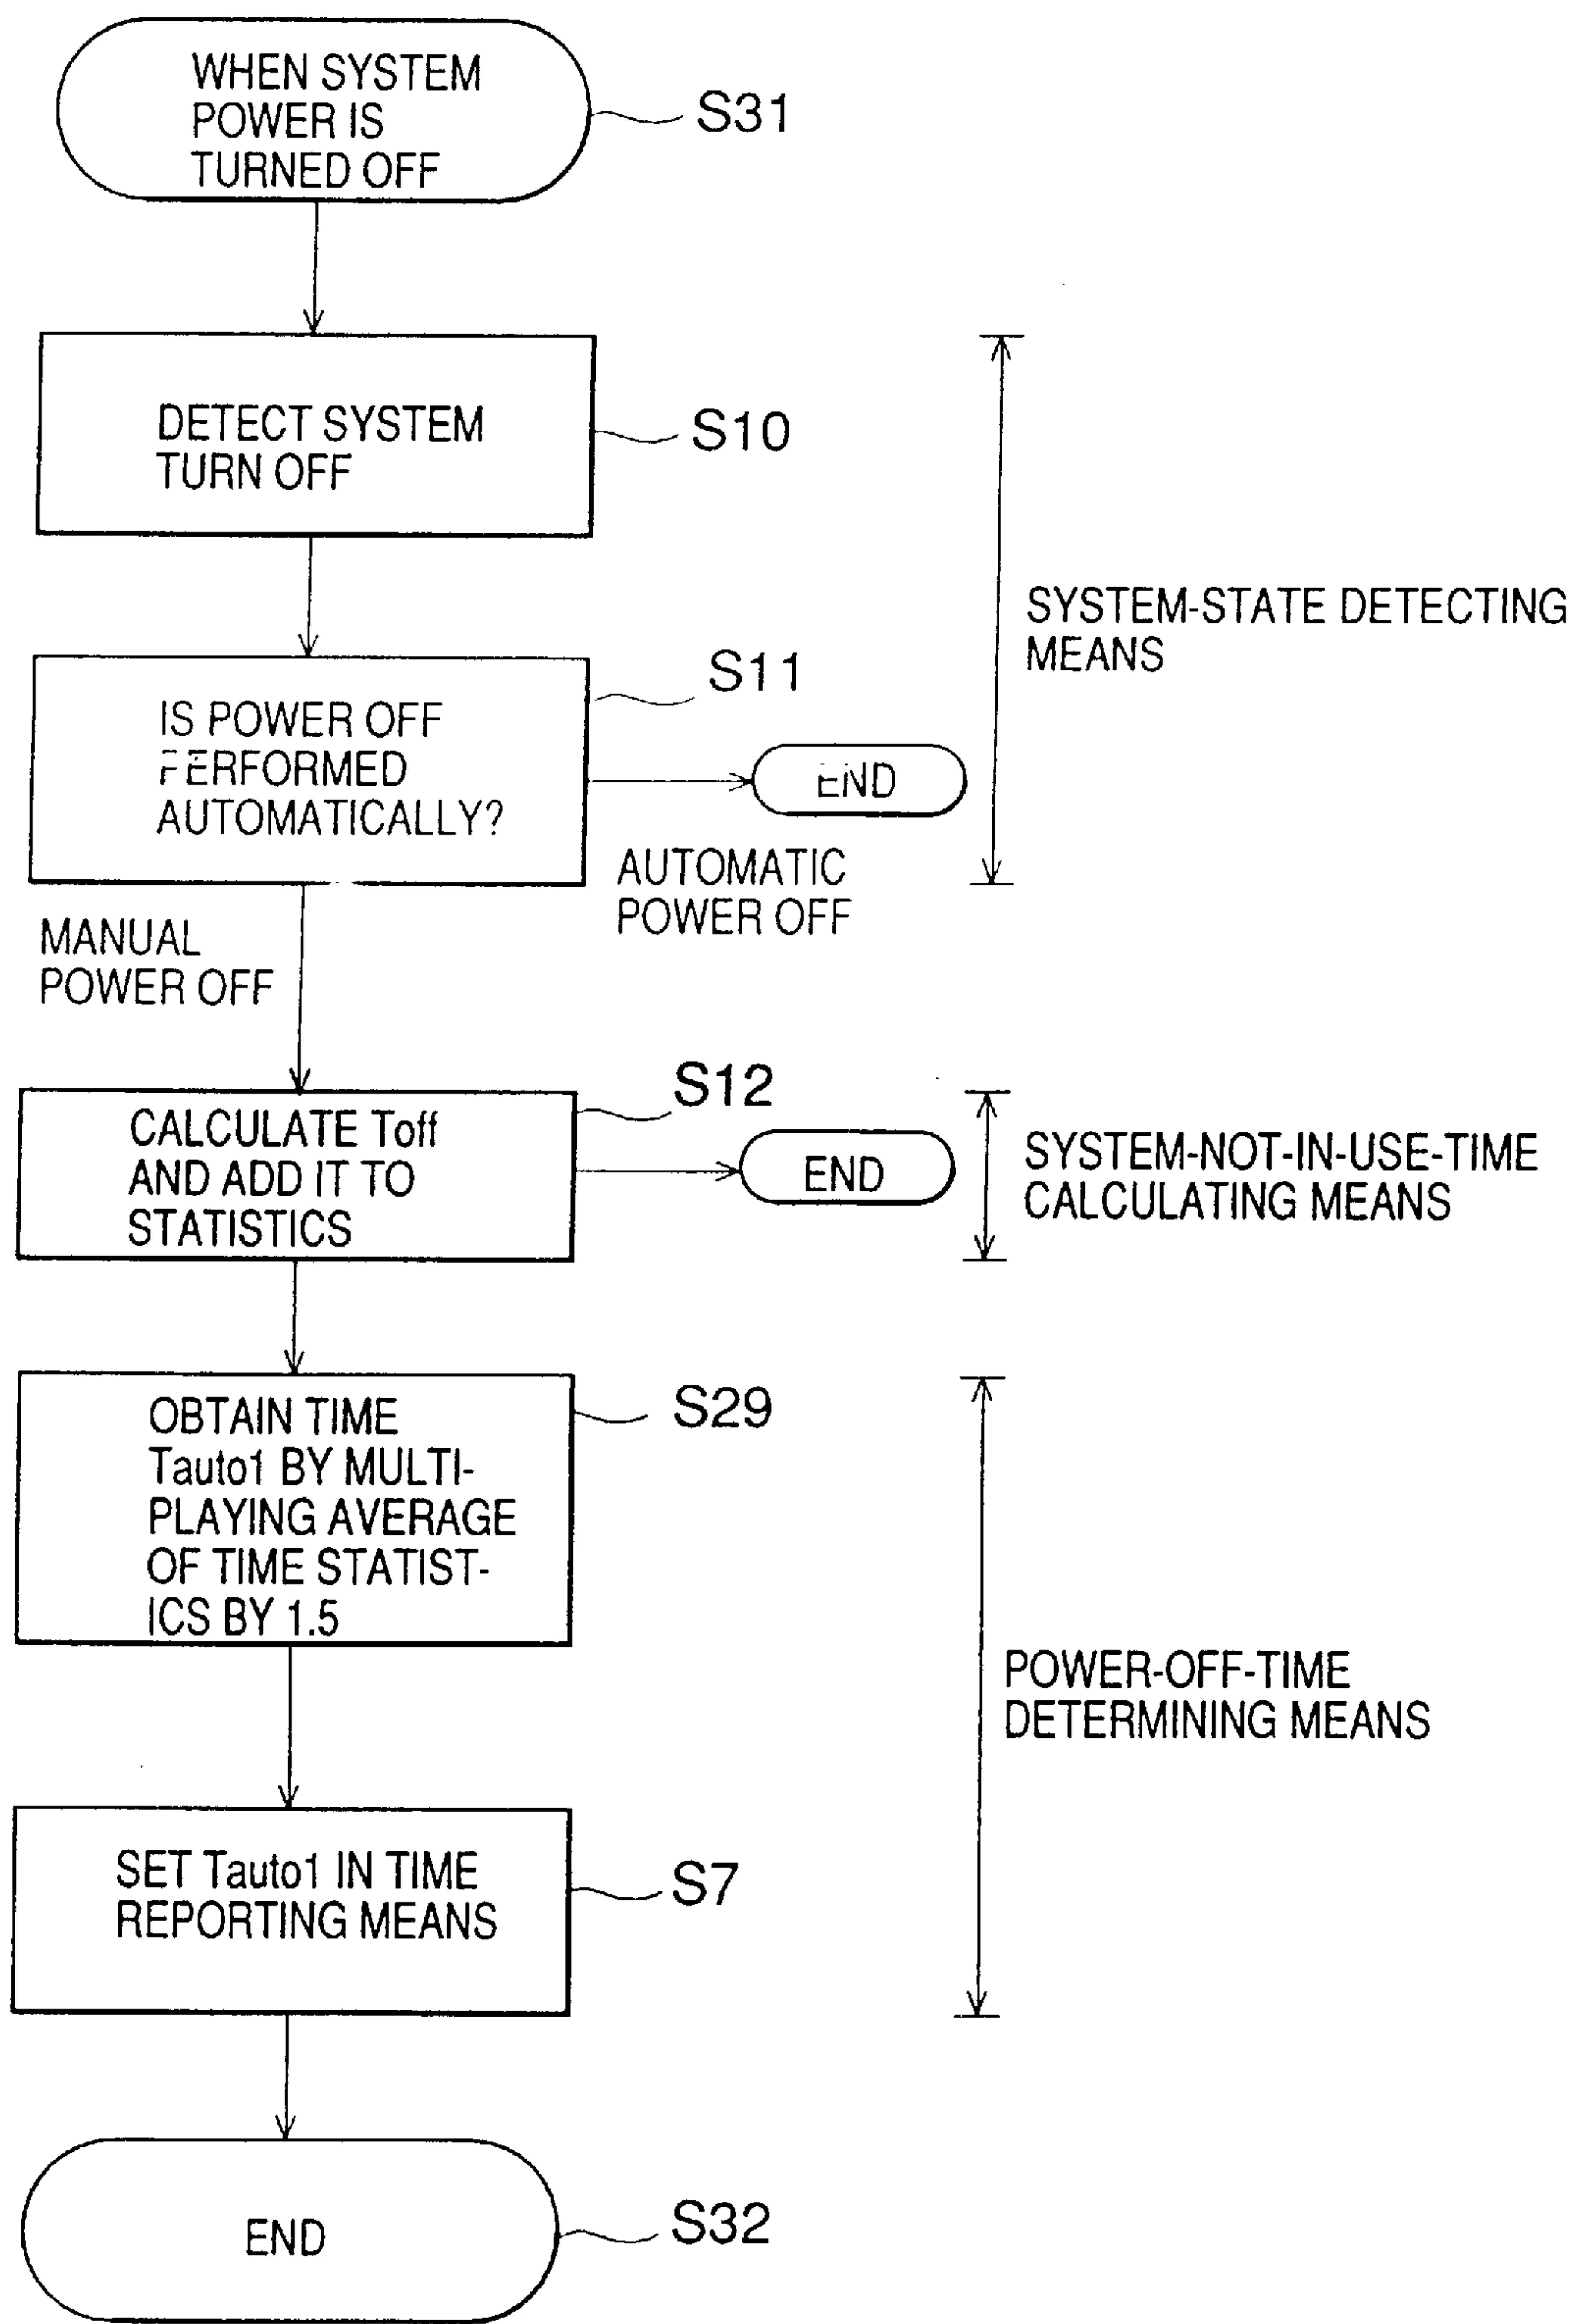 WHEN SYSTEM
POWER IS
TURNED OFF
S31
DETECT SYSTEM
TURN OFF
S10
SYSTEM-STATE DETECTING
MEANS
IS POWER OFF
PERFORMED
AUTOMATICALLY?
S11
END
AUTOMATIC
POWER OFF
MANUAL
POWER OFF
CALCULATE Toff
AND ADD IT TO
STATISTICS
S12
END
SYSTEM-NOT-IN-USE-TIME
CALCULATING MEANS
OBTAIN TIME
Tauto1 BY MULTI-
PLAYING AVERAGE
OF TIME STATIST-
ICS BY 1.5
S29
POWER-OFF-TIME
DETERMINING MEANS
SET Tauto1 IN TIME
REPORTING MEANS
S7
END
S32